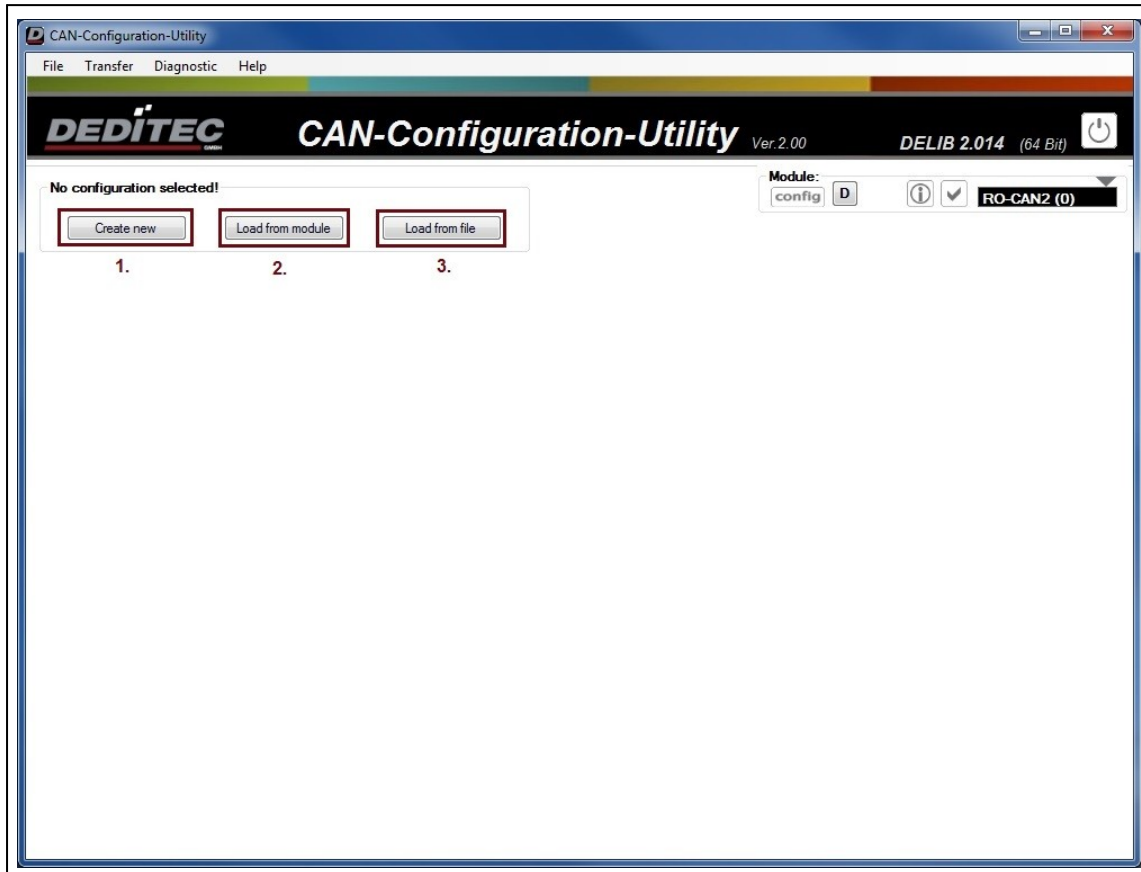 CAN-Configuration-Utility
File Transfer Diagnostic Help
DEDITEC GMBH CAN-Configuration-Utility Ver.2.00 DELIB 2.014 (64 Bit)
No configuration selected!
Module:
config D RO-CAN2 (0)
Create new Load from module Load from file
1. 2. 3.